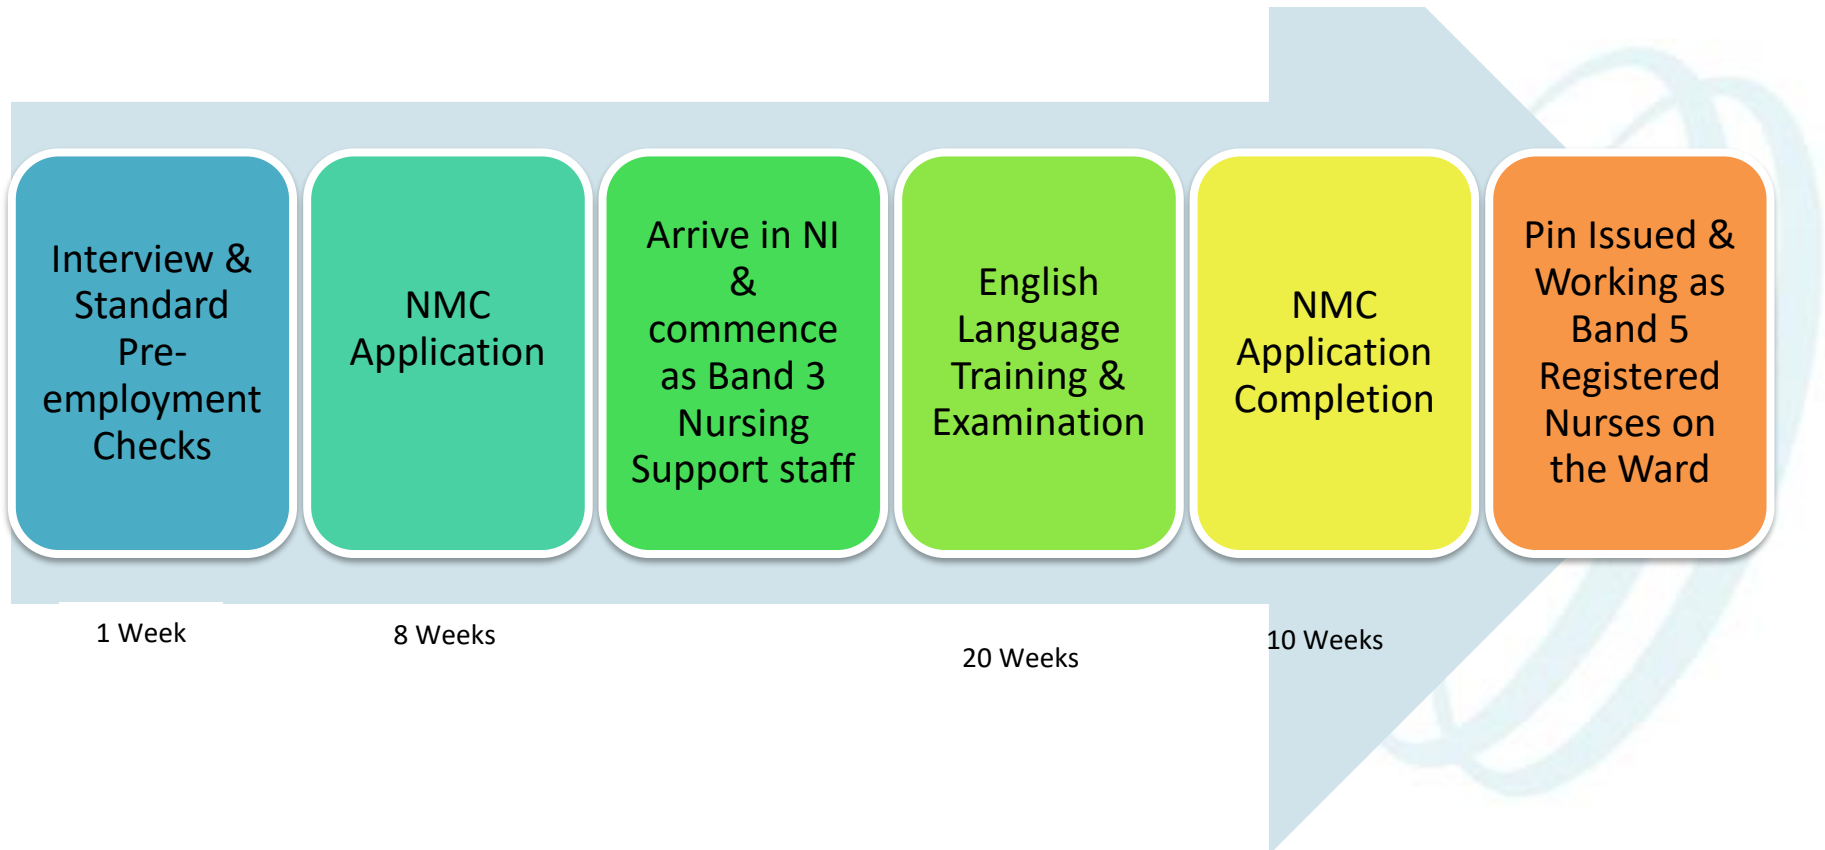 Interview &
Standard
Pre-
employment
Checks
NMC
Application
Arrive in NI
&
commence
as Band 3
Nursing
Support staff
English
Language
Training &
Examination
NMC
Application
Completion
Pin Issued &
Working as
Band 5
Registered
Nurses on
the Ward
1 Week
8 Weeks
20 Weeks
10 Weeks